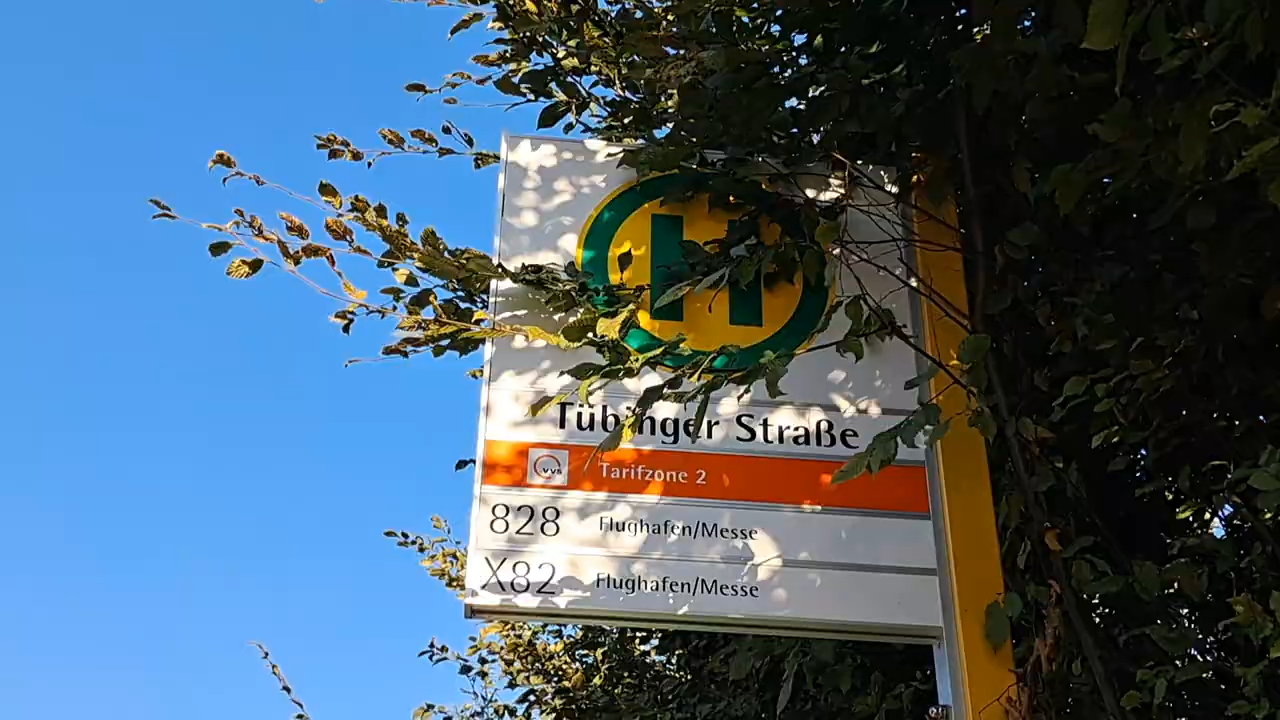 H
Tübinger Straße
VVS Tarifzone 2
828 Flughafen/Messe
X82 Flughafen/Messe